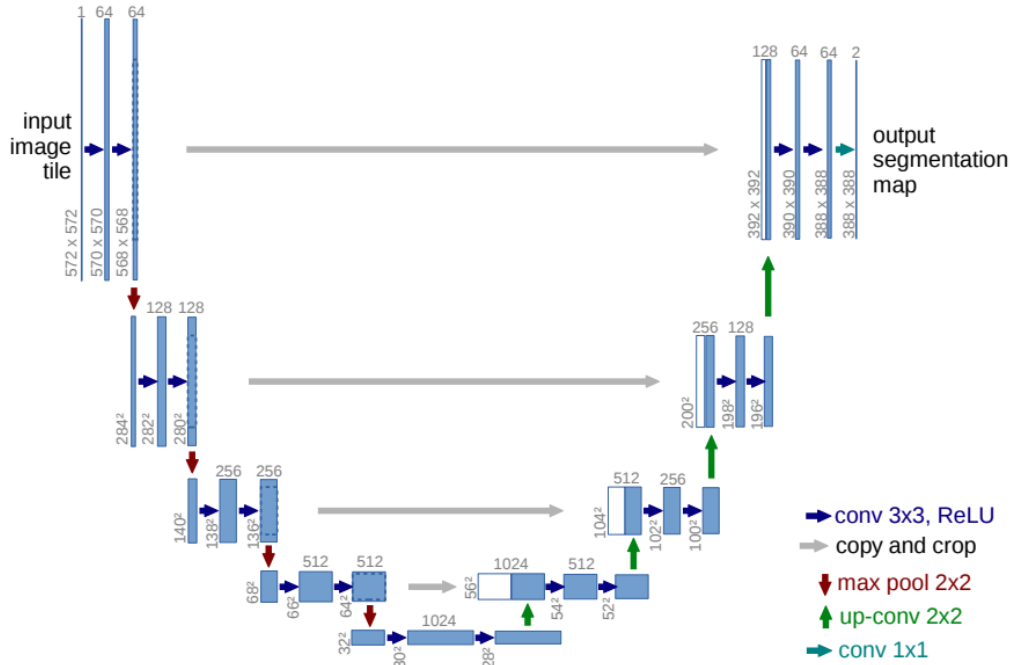 1 64 64
128 64 64 2
input
image
tile
output
segmentation
map
572 x 572
570 x 570
568 x 568
392 x 392
390 x 390
388 x 388
388 x 388
128 128
256 128
284²
282²
280²
200²
198²
196²
256 256
512 256
140²
138²
136²
104²
102²
100²
conv 3x3, ReLU
copy and crop
max pool 2x2
up-conv 2x2
conv 1x1
512 512
1024 512
68²
66²
64²
56²
54²
52²
1024
32²
30²
28²